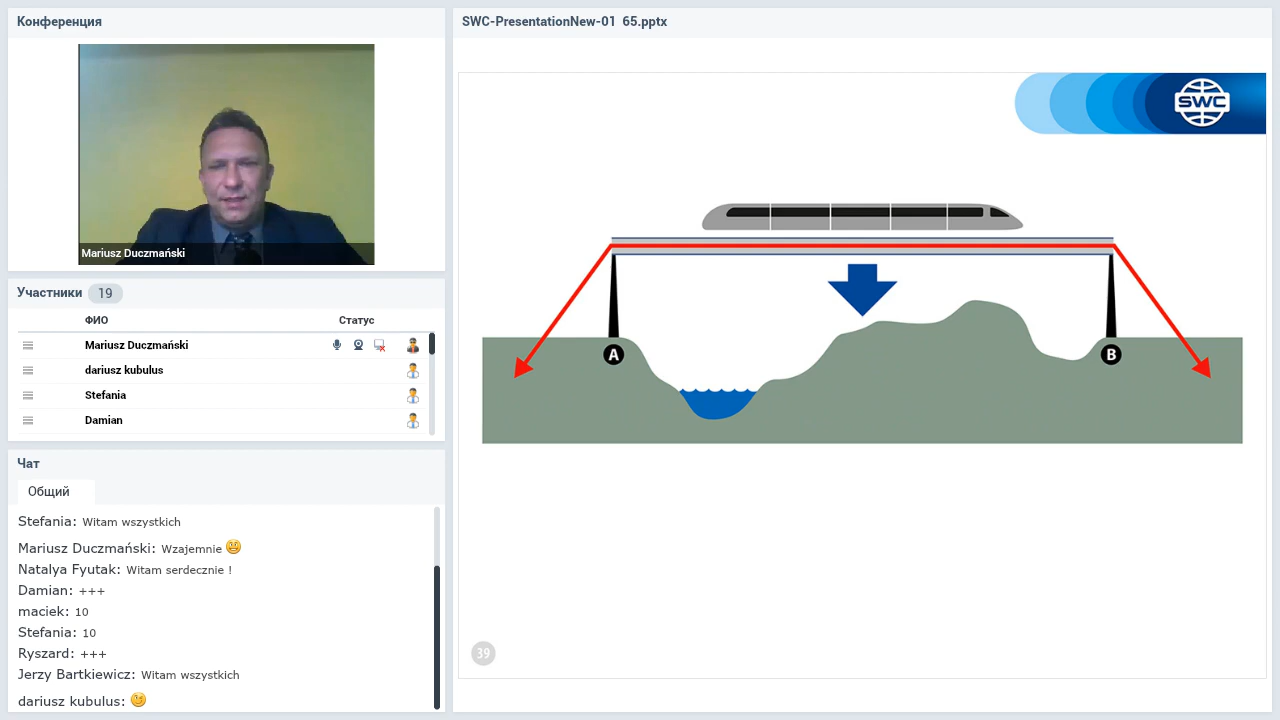 Конференция
Mariusz Duczmański
Участники 19
ФИО Статус
Mariusz Duczmański
dariusz kubulus
Stefania
Damian
Чат
Общий
Stefania: Witam wszystkich
Mariusz Duczmański: Wzajemnie
Natalya Fyutak: Witam serdecznie !
Damian: +++
maciek: 10
Stefania: 10
Ryszard: +++
Jerzy Bartkiewicz: Witam wszystkich
dariusz kubulus:
SWC-PresentationNew-01 65.pptx
SWC
A B
39